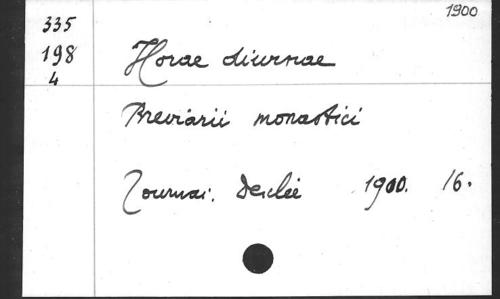 1900
335
198
4
Horae diurnae
Breviarii monastici
Tournai. Desclée 1900. 16.